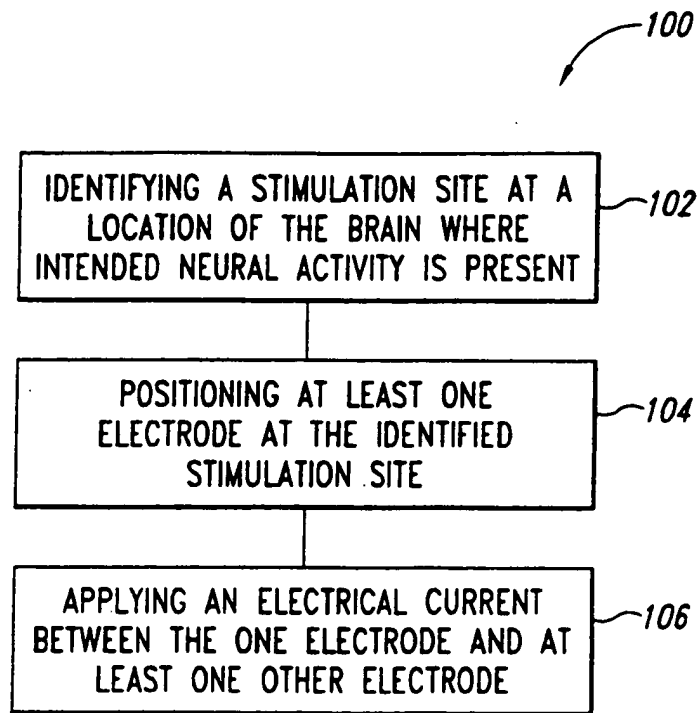 100
IDENTIFYING A STIMULATION SITE AT A
LOCATION OF THE BRAIN WHERE
INTENDED NEURAL ACTIVITY IS PRESENT
102
POSITIONING AT LEAST ONE
ELECTRODE AT THE IDENTIFIED
STIMULATION SITE
104
APPLYING AN ELECTRICAL CURRENT
BETWEEN THE ONE ELECTRODE AND AT
LEAST ONE OTHER ELECTRODE
106